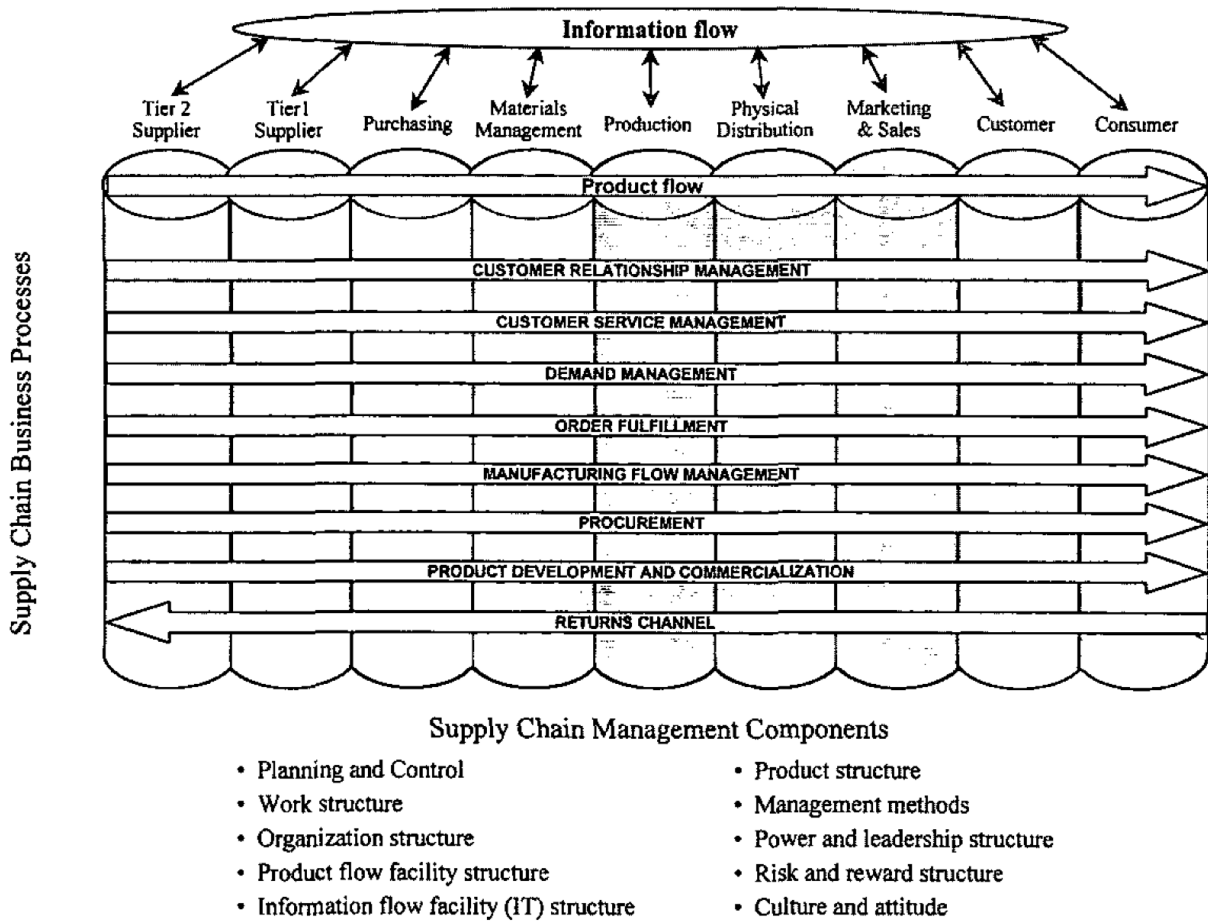 Information flow
Tier 2
Supplier
Tier1
Supplier
Purchasing
Materials
Management
Production
Physical
Distribution
Marketing
& Sales
Customer
Consumer
Product flow
Supply Chain Business Processes
CUSTOMER RELATIONSHIP MANAGEMENT
CUSTOMER SERVICE MANAGEMENT
DEMAND MANAGEMENT
ORDER FULFILLMENT
MANUFACTURING FLOW MANAGEMENT
PROCUREMENT
PRODUCT DEVELOPMENT AND COMMERCIALIZATION
RETURNS CHANNEL
Supply Chain Management Components
• Planning and Control
• Work structure
• Organization structure
• Product flow facility structure
• Information flow facility (IT) structure
• Product structure
• Management methods
• Power and leadership structure
• Risk and reward structure
• Culture and attitude